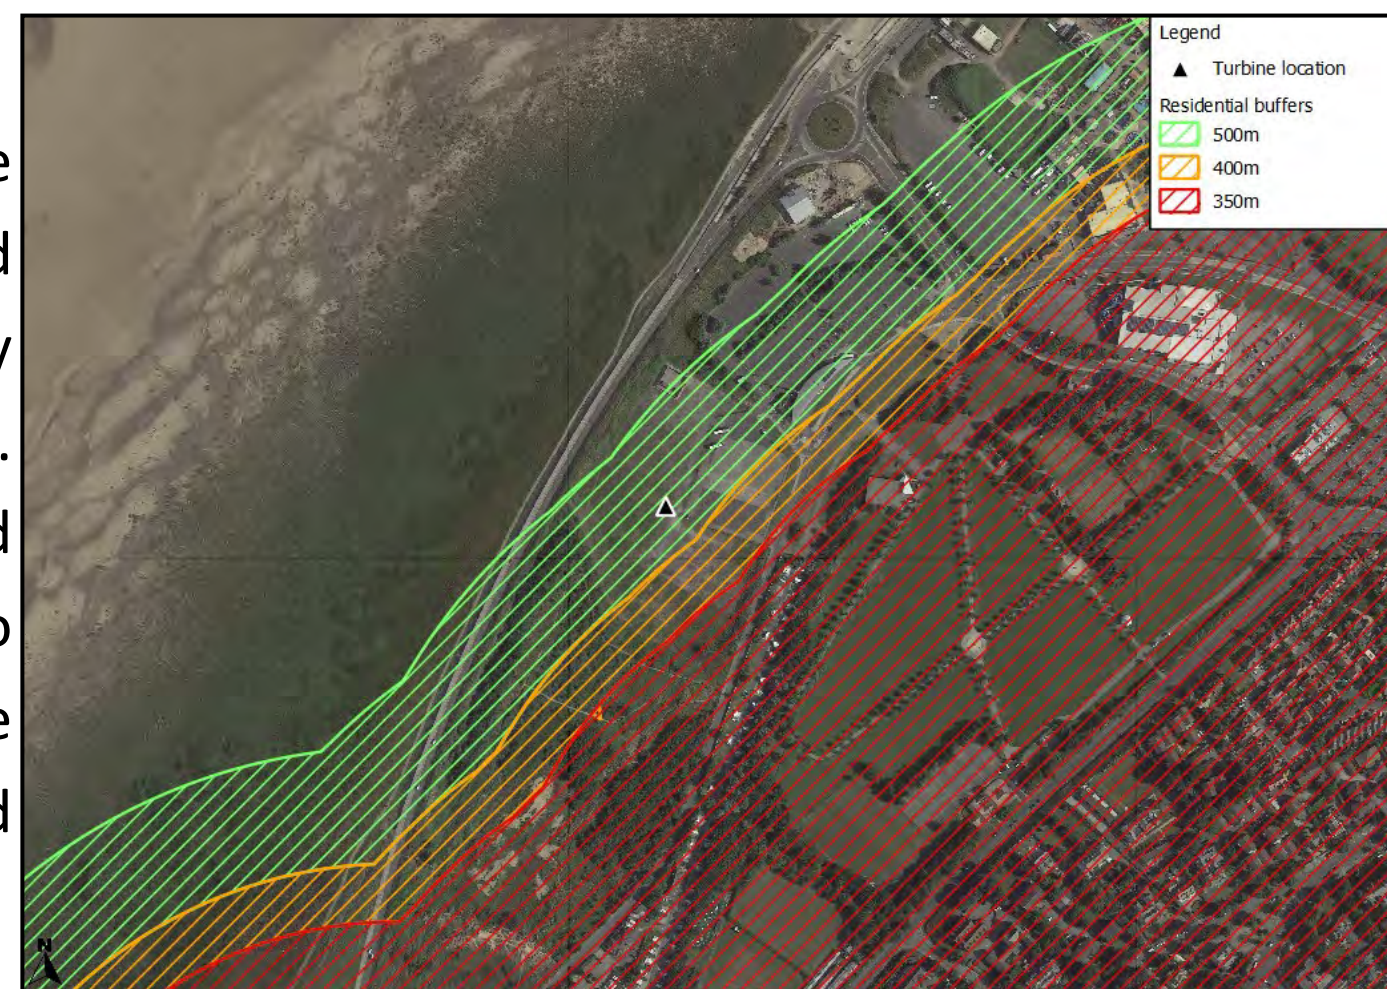 Legend
Turbine location
Residential buffers
500m
400m
350m
N
e
d
y
.
d
o
e
d